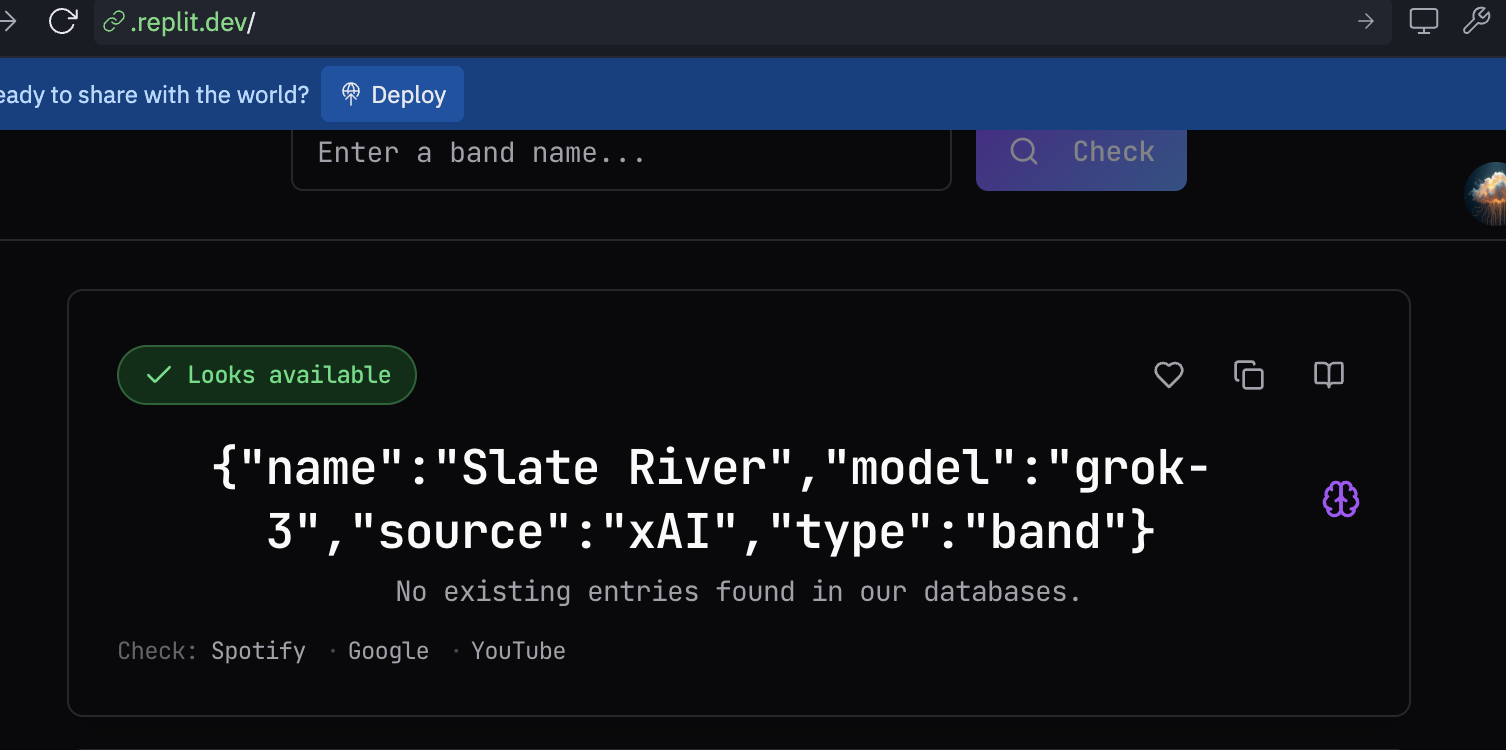 .replit.dev/
eady to share with the world? Deploy
Enter a band name... Check
Looks available
{"name":"Slate River","model":"grok-
3","source":"xAI","type":"band"}
No existing entries found in our databases.
Check: Spotify · Google · YouTube